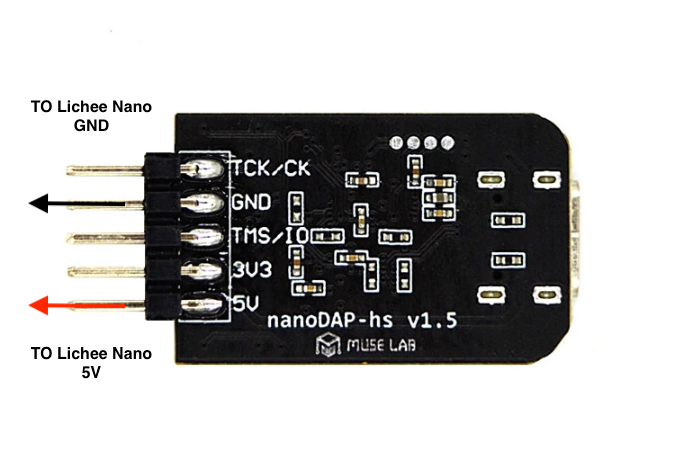 TO Lichee Nano
GND
TCK/CK
GND
TMS/IO
3V3
5V
nanoDAP-hs v1.5
MUSE LAB
TO Lichee Nano
5V